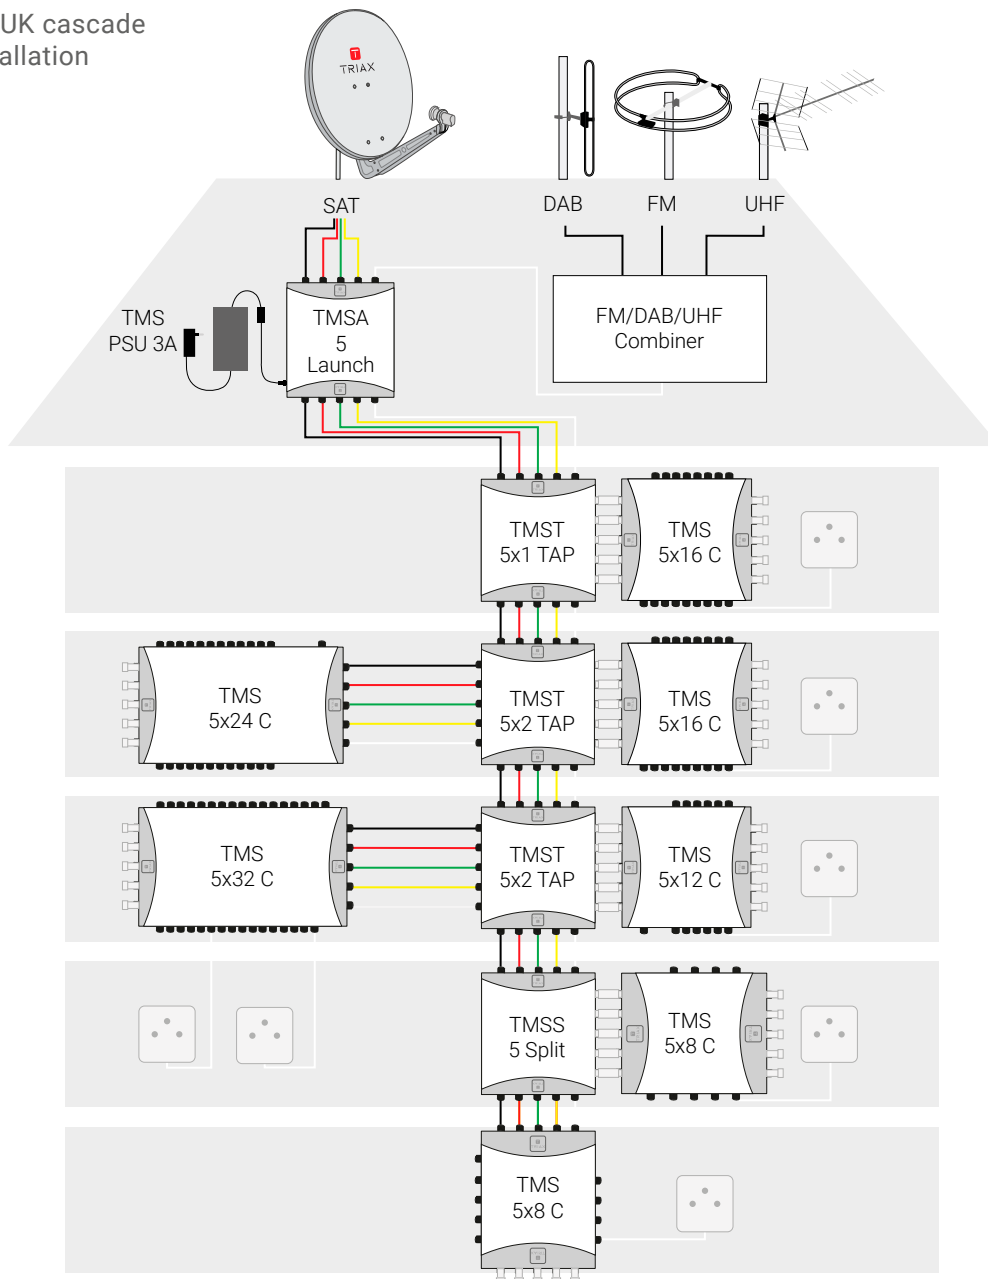 UK cascade
allation
TRIAX
SAT
DAB
FM
UHF
TMS
PSU 3A
TMSA
5
Launch
FM/DAB/UHF
Combiner
TMST
5x1 TAP
TMS
5x16 C
TMS
5x24 C
TMST
5x2 TAP
TMS
5x16 C
TMS
5x32 C
TMST
5x2 TAP
TMS
5x12 C
TMSS
5 Split
TMS
5x8 C
TMS
5x8 C